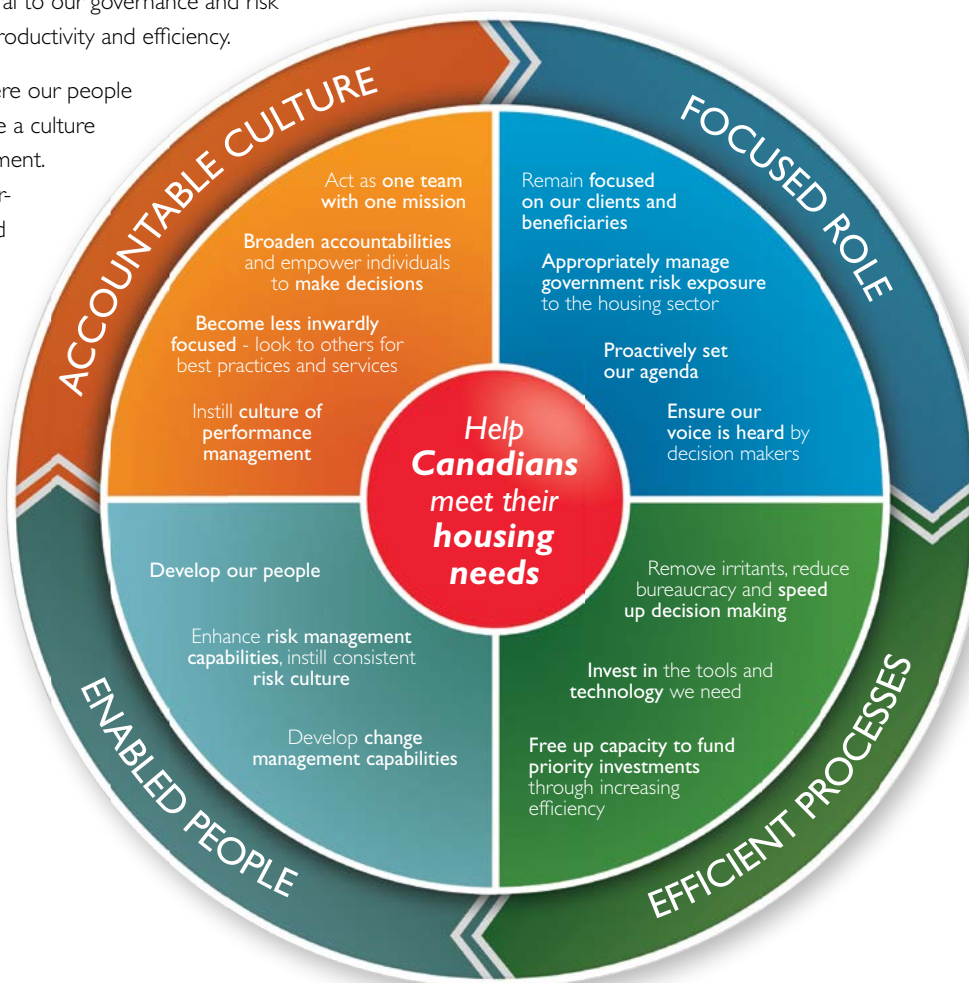 al to our governance and risk
roductivity and efficiency.
ere our people
e a culture
ment.
r-
d
ACCOUNTABLE CULTURE
Act as one team
with one mission
Broaden accountabilities
and empower individuals
to make decisions
Become less inwardly
focused - look to others for
best practices and services
Instill culture of
performance
management
FOCUSED ROLE
Remain focused
on our clients and
beneficiaries
Appropriately manage
government risk exposure
to the housing sector
Proactively set
our agenda
Ensure our
voice is heard by
decision makers
Help
Canadians
meet their
housing
needs
Develop our people
Enhance risk management
capabilities, instill consistent
risk culture
Develop change
management capabilities
ENABLED PEOPLE
Remove irritants, reduce
bureaucracy and speed
up decision making
Invest in the tools and
technology we need
Free up capacity to fund
priority investments
through increasing
efficiency
EFFICIENT PROCESSES